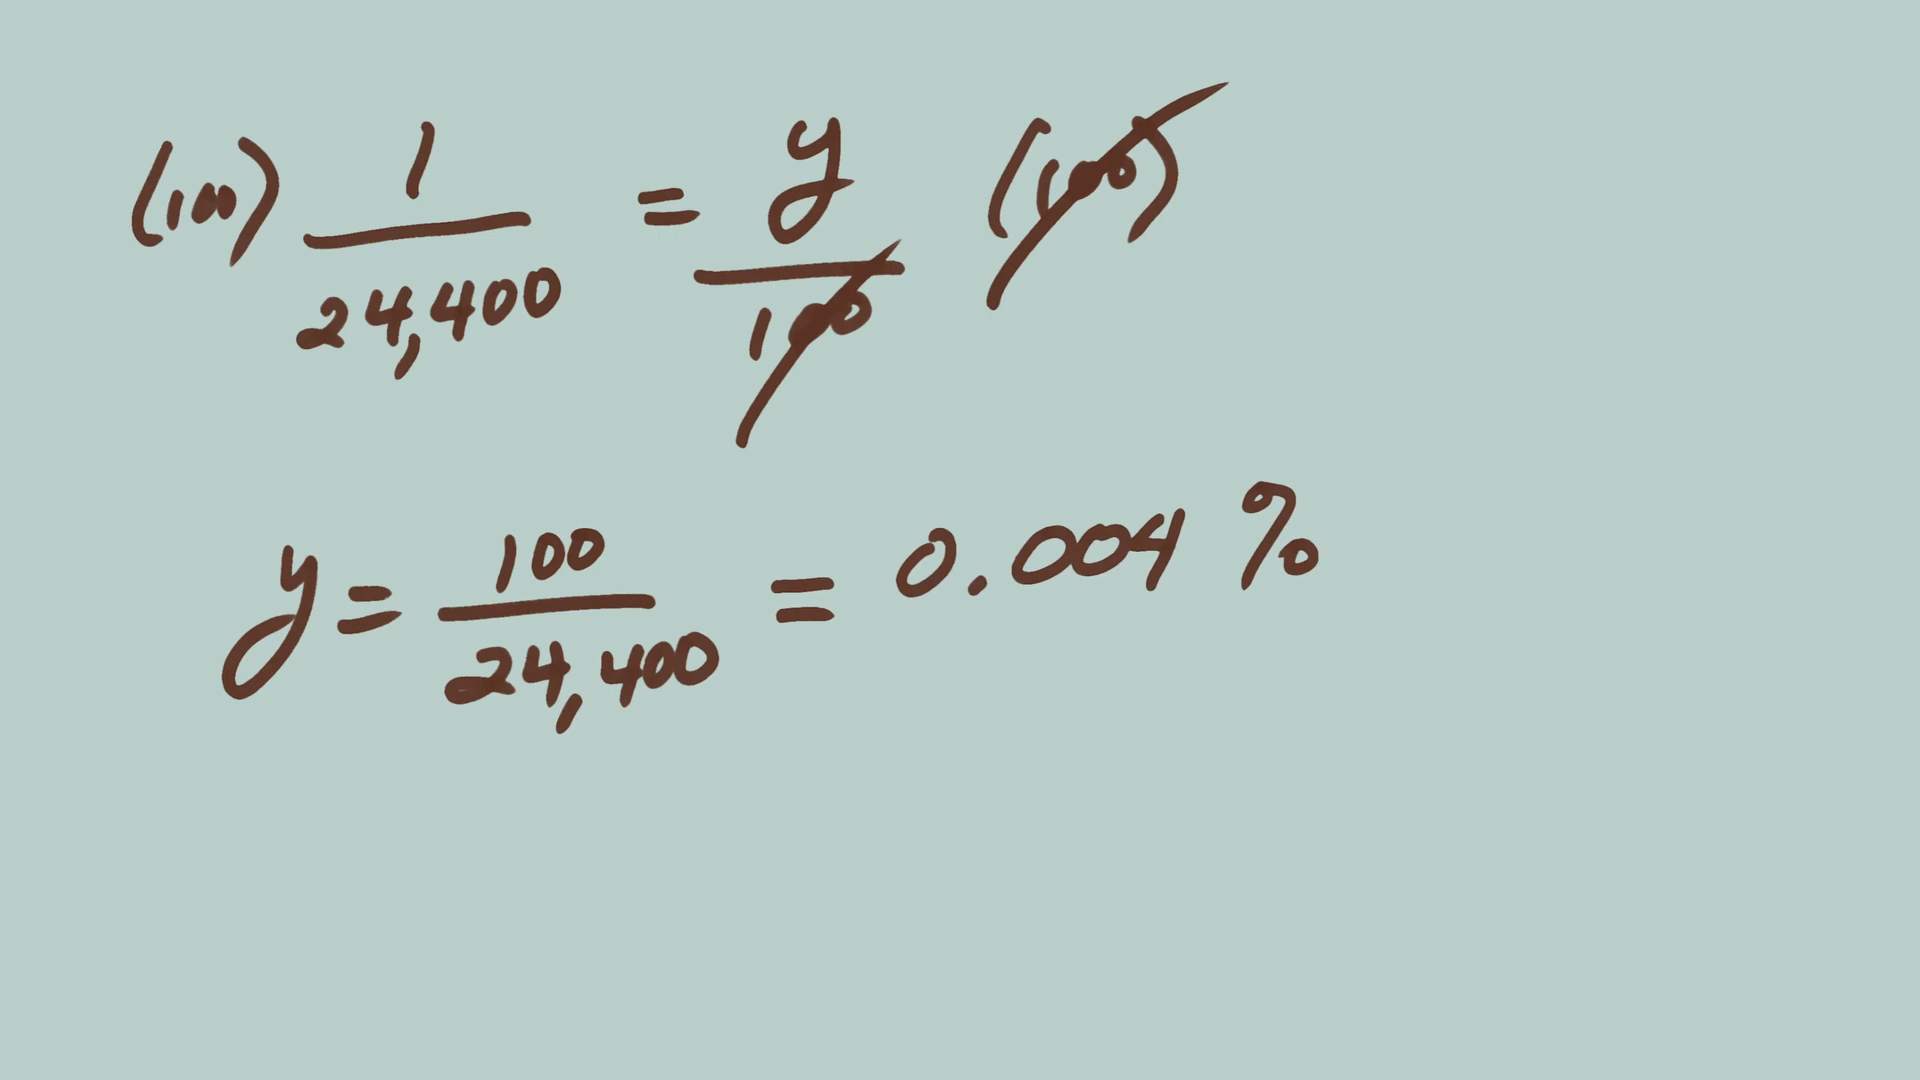 (100) 1/24,400 = y/100 (100)
y = 100/24,400 = 0.004 %